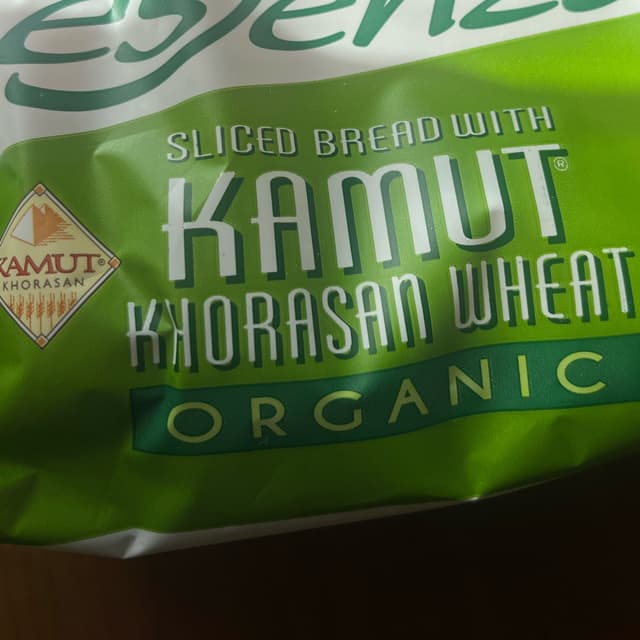 SLICED BREAD WITH
KAMUT®
KHORASAN WHEAT
ORGANIC
KAMUT®
KHORASAN